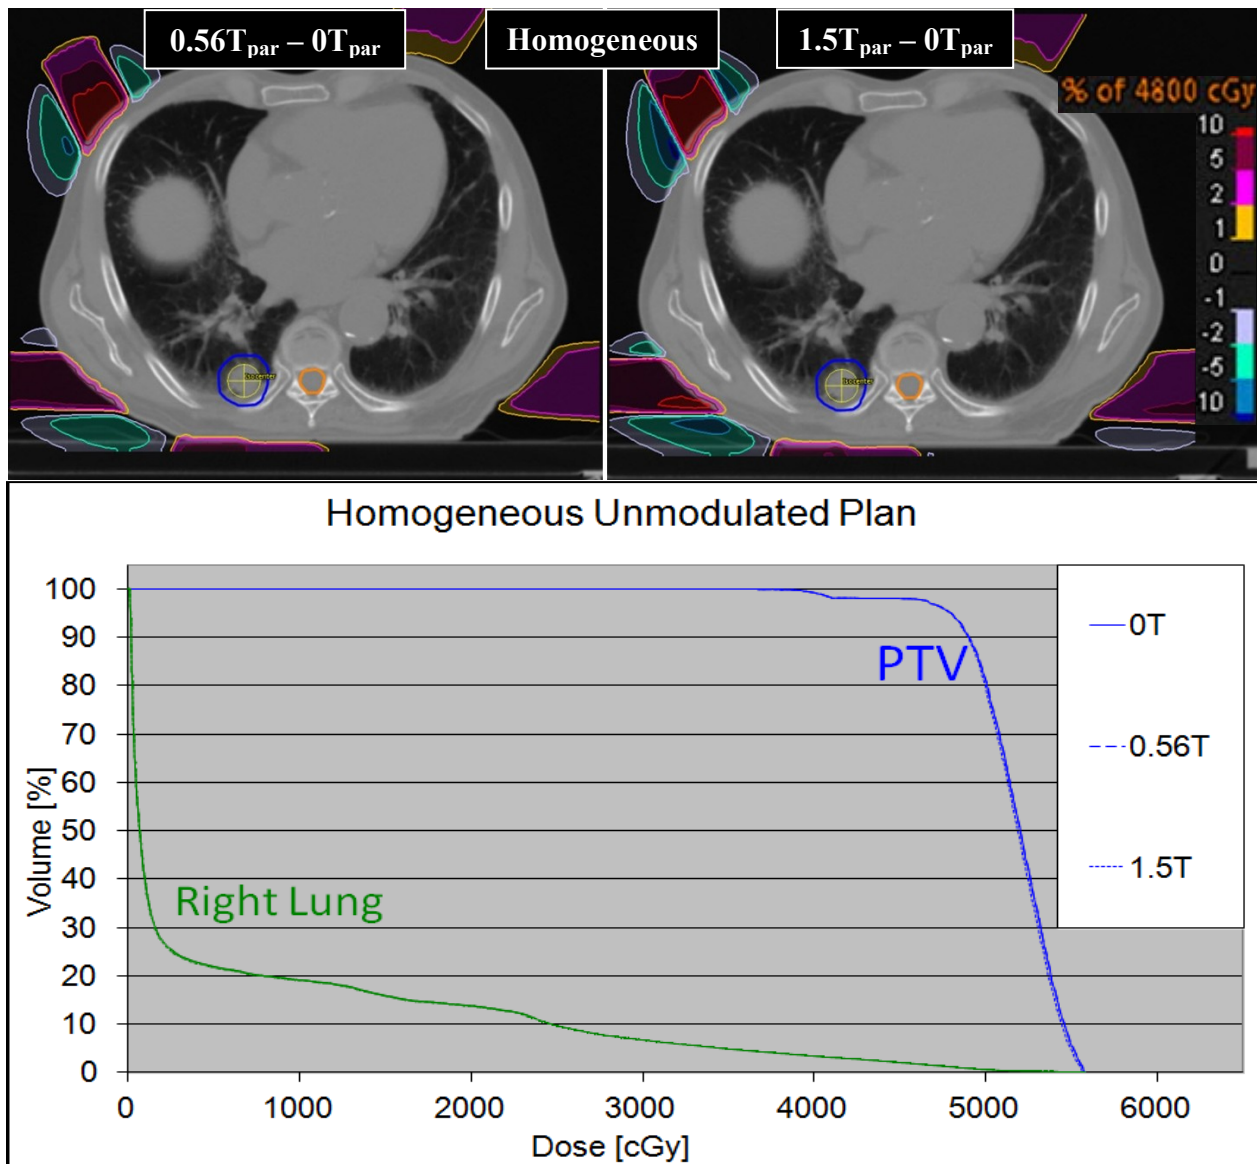 0.56Tpar – 0Tpar
Homogeneous
1.5Tpar – 0Tpar
% of 4800 cGy
10
5
2
1
0
-1
-2
-5
10
Isocenter
Isocenter
Homogeneous Unmodulated Plan
Volume [%]
100
90
80
70
60
50
40
30
20
10
0
PTV
Right Lung
0T
0.56T
1.5T
0 1000 2000 3000 4000 5000 6000
Dose [cGy]